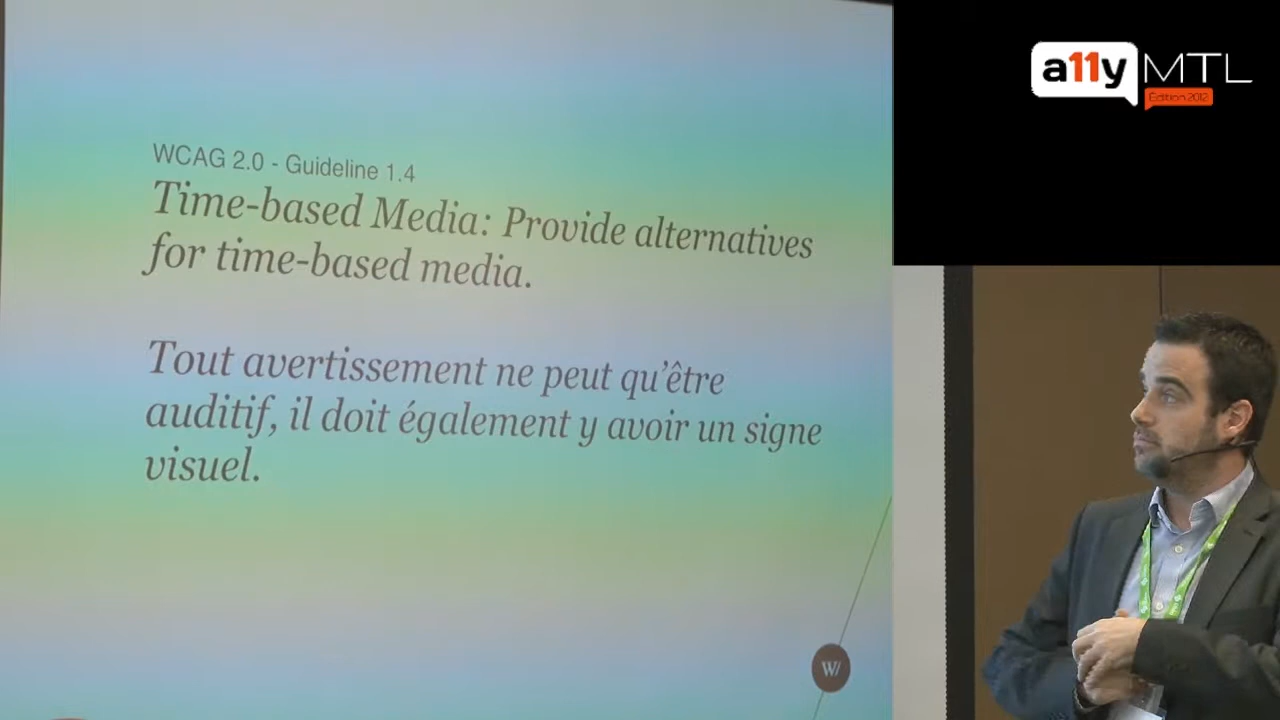 a11y MTL
Édition 2012
WCAG 2.0 - Guideline 1.4
Time-based Media: Provide alternatives
for time-based media.
Tout avertissement ne peut qu'être
auditif, il doit également y avoir un signe
visuel.
W/